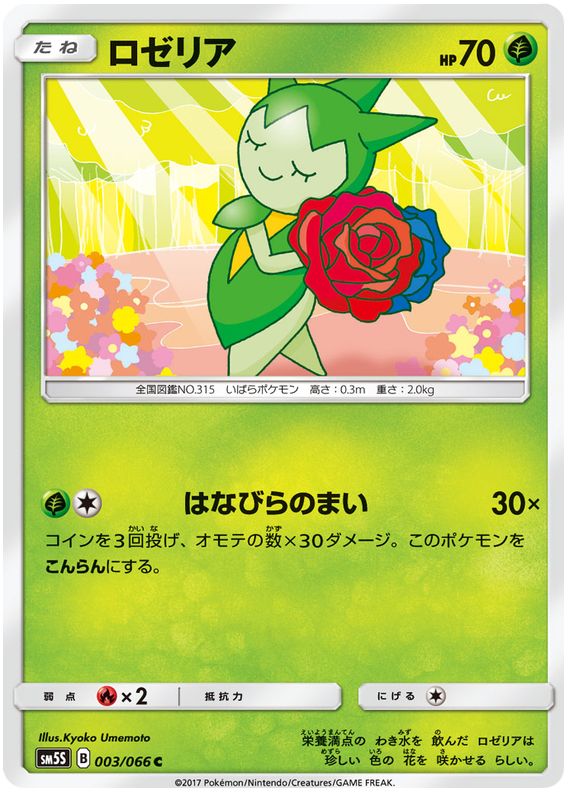 たね ロゼリア HP70
全国図鑑NO.315 いばらポケモン 高さ：0.3m 重さ：2.0kg
はなびらのまい 30×
コインを3回投げ、オモテの数×30ダメージ。このポケモンを
こんらんにする。
弱点 ×2 抵抗力 にげる
Illus.Kyoko Umemoto
SM5S B 003/066 C
栄養満点の わき水を 飲んだ ロゼリアは
珍しい 色の 花を 咲かせる らしい。
©2017 Pokémon/Nintendo/Creatures/GAME FREAK.